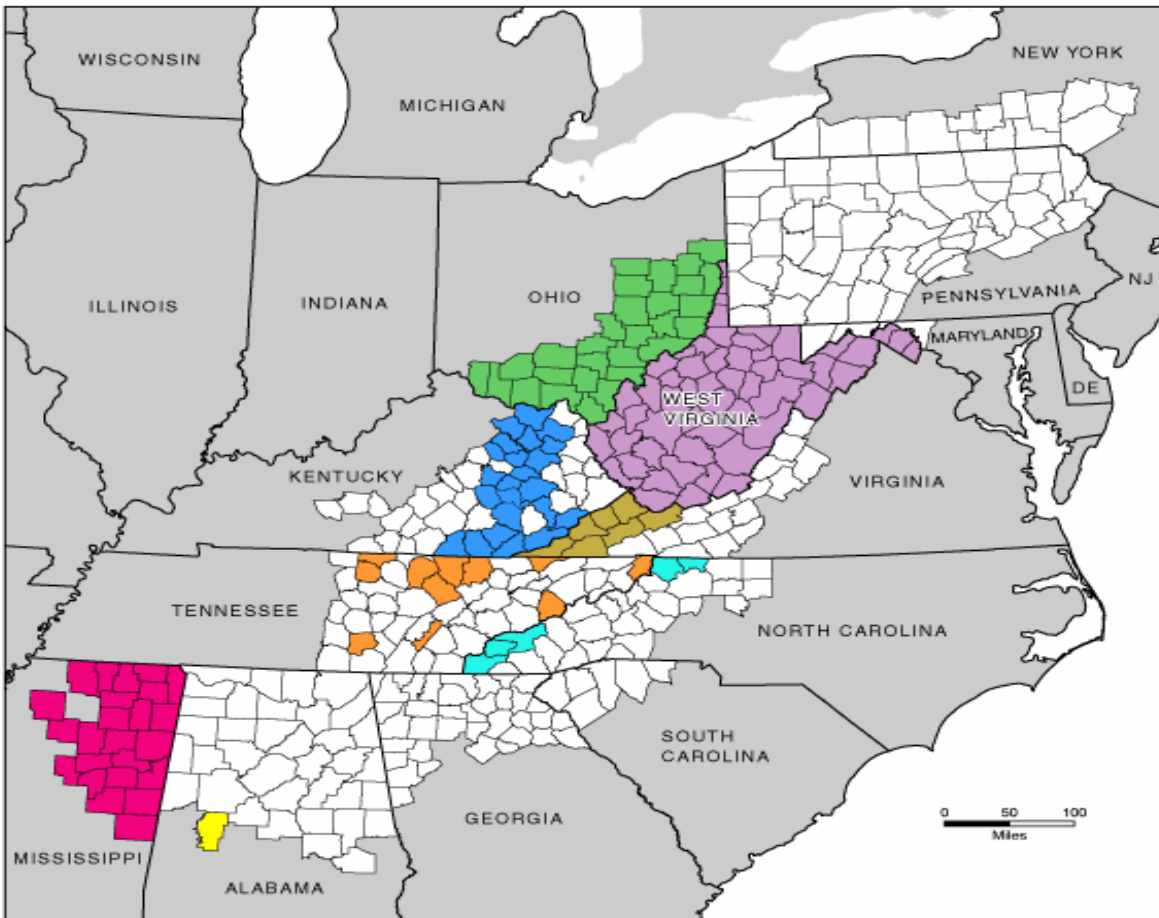 WISCONSIN
NEW YORK
MICHIGAN
ILLINOIS
INDIANA
OHIO
PENNSYLVANIA
NJ
MARYLAND
DE
WEST
VIRGINIA
KENTUCKY
VIRGINIA
TENNESSEE
NORTH CAROLINA
SOUTH
CAROLINA
GEORGIA
0 50 100
Miles
MISSISSIPPI
ALABAMA